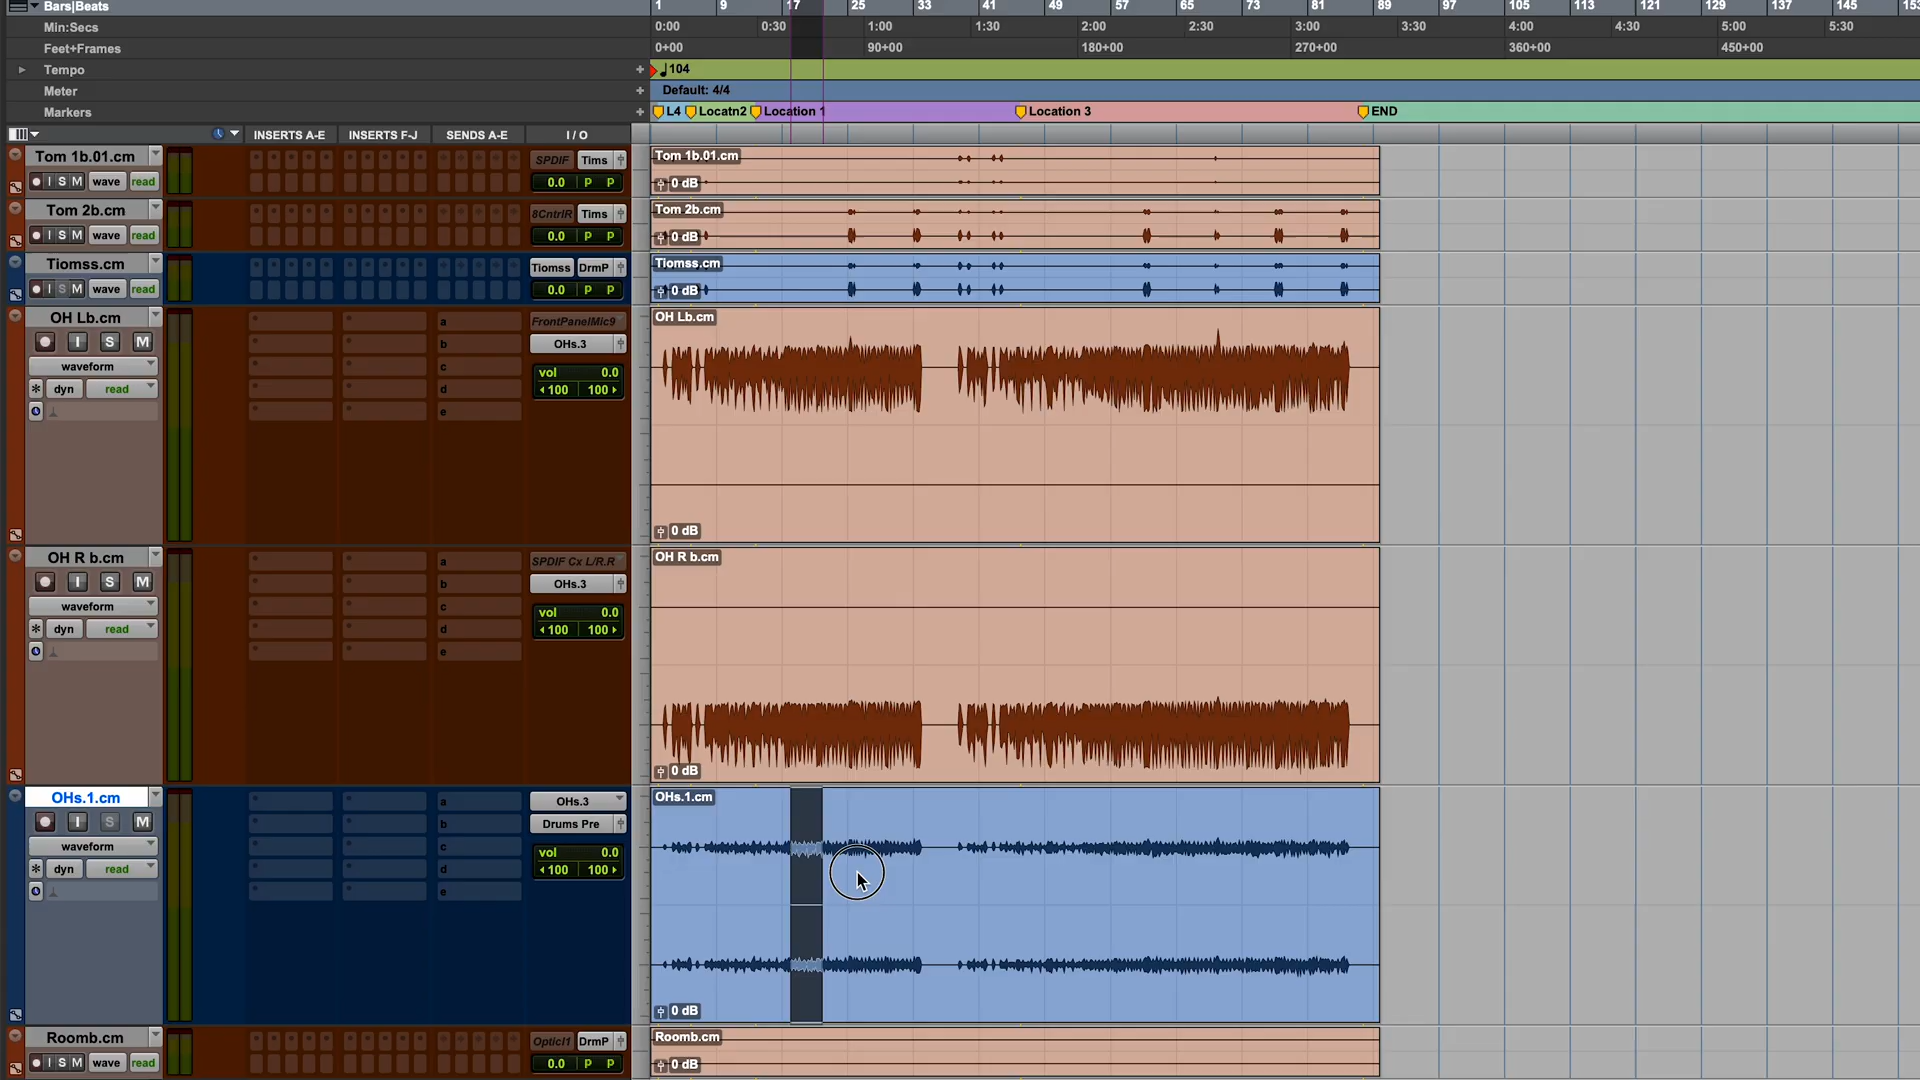 Bars|Beats 1 9 17 25 33 41 49 57 65 73 81 89 97 105 113 121 129 137 145 153
Min:Secs 0:00 0:30 1:00 1:30 2:00 2:30 3:00 3:30 4:00 4:30 5:00 5:30
Feet+Frames 0+00 90+00 180+00 270+00 360+00 450+00
Tempo + 104
Meter + Default: 4/4
Markers + L4 Locatn2 Location 1 Location 3 END
INSERTS A-E INSERTS F-J SENDS A-E I / O
Tom 1b.01.cm SPDIF Tims Tom 1b.01.cm
I S M wave read 0.0 P P 0 dB
Tom 2b.cm 8CntrlR Tims Tom 2b.cm
I S M wave read 0.0 P P 0 dB
Tiomss.cm Tiomss DrmP Tiomss.cm
I S M wave read 0.0 P P 0 dB
OH Lb.cm a FrontPanelMic9 OH Lb.cm
I S M b OHs.3
waveform c vol 0.0
dyn read d 100 100
e
0 dB
OH R b.cm a SPDIF Cx L/R.R OH R b.cm
I S M b OHs.3
waveform c vol 0.0
dyn read d 100 100
e
0 dB
OHs.1.cm a OHs.3 OHs.1.cm
I S M b Drums Pre
waveform c vol 0.0
dyn read d 100 100
e
0 dB
Roomb.cm OpticI1 DrmP Roomb.cm
I S M wave read 0.0 P P 0 dB